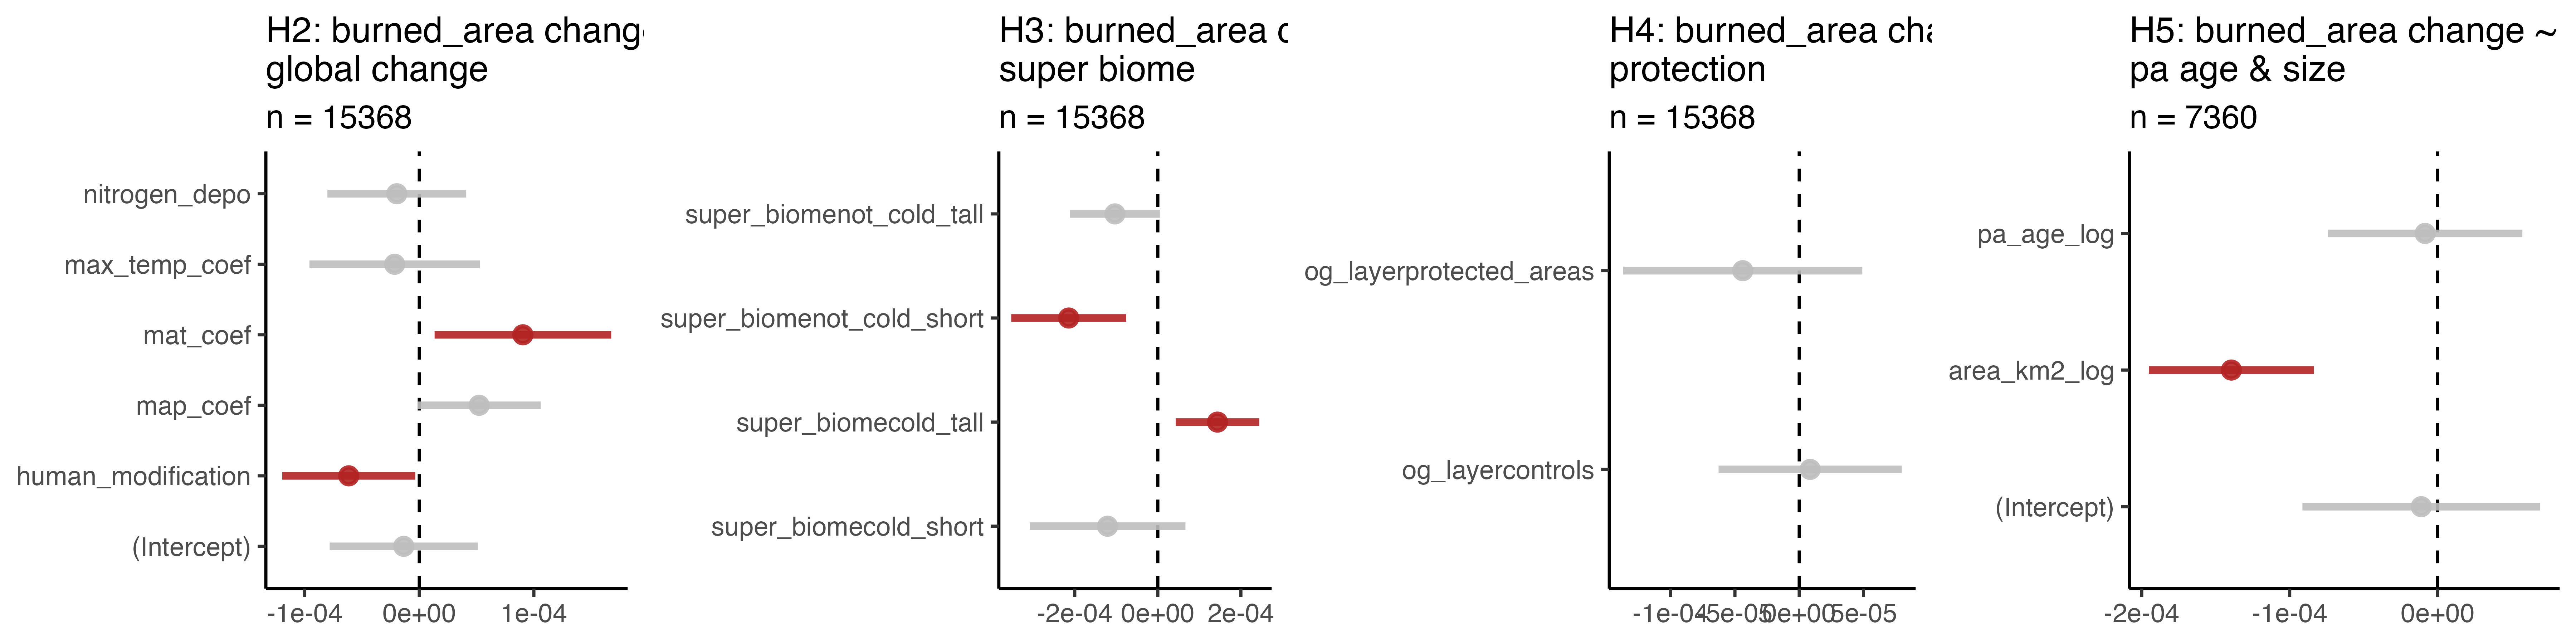 H2: burned_area chang
global change
n = 15368
nitrogen_depo
max_temp_coef
mat_coef
map_coef
human_modification
(Intercept)
-1e-04 0e+00 1e-04
H3: burned_area
super biome
n = 15368
super_biomenot_cold_tall
super_biomenot_cold_short
super_biomecold_tall
super_biomecold_short
-2e-04 0e+00 2e-04
H4: burned_area cha
protection
n = 15368
og_layerprotected_areas
og_layercontrols
-1e-04 -5e-05 0e+00 5e-05
H5: burned_area change ~
pa age & size
n = 7360
pa_age_log
area_km2_log
(Intercept)
-2e-04 -1e-04 0e+00